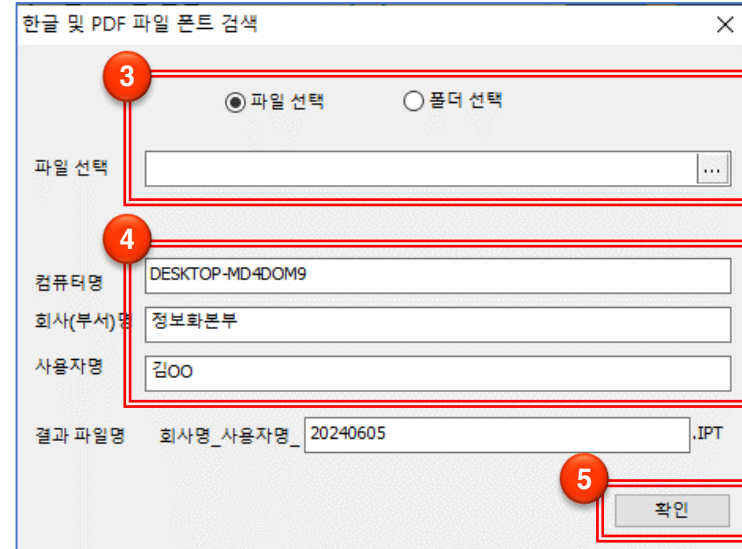 한글 및 PDF 파일 폰트 검색
3
파일 선택 폴더 선택
파일 선택 ...
4
컴퓨터명 DESKTOP-MD4DOM9
회사(부서)명 정보화본부
사용자명 김OO
결과 파일명 회사명_사용자명_ 20240605 .IPT
5
확인